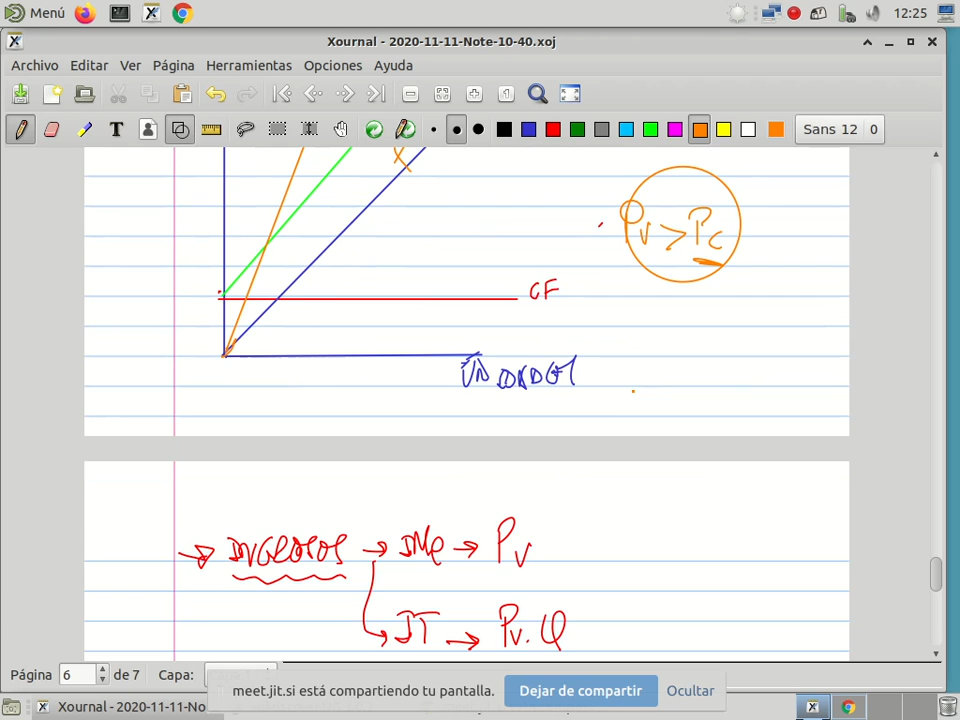 Menú 12:25
Xournal - 2020-11-11-Note-10-40.xoj
Archivo Editar Ver Página Herramientas Opciones Ayuda
T Sans 12 0
X
Pv > Pc
CF
→ INGRESOS → IMe → Pv
→ IT → Pv. Q
Página 6 de 7 Capa:
meet.jit.si está compartiendo tu pantalla. Dejar de compartir Ocultar
Xournal - 2020-11-11-No